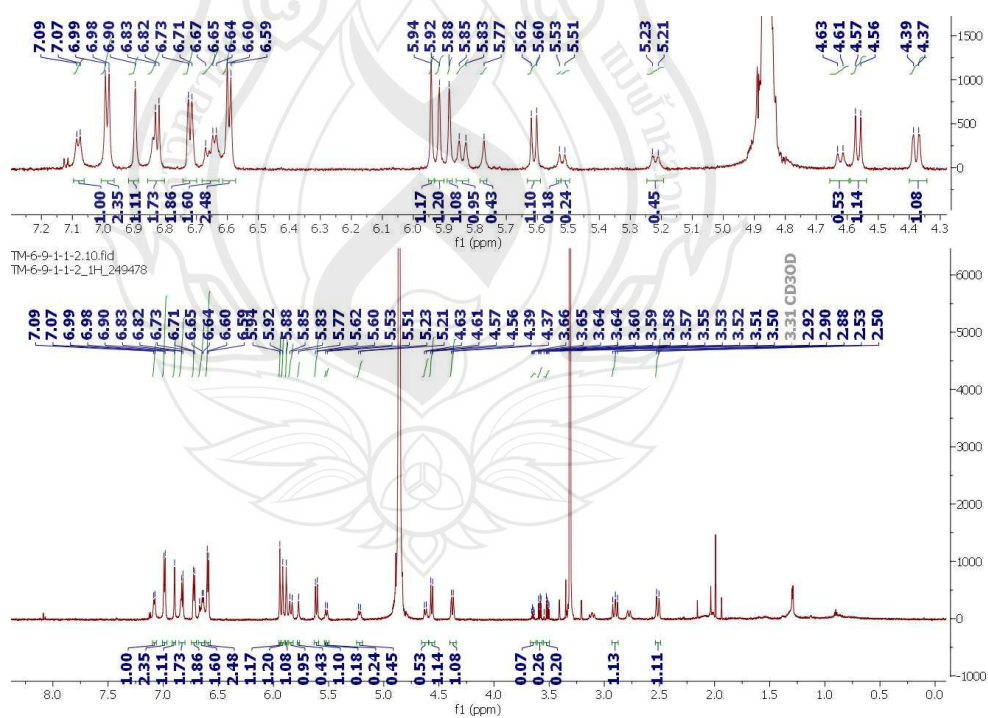 7.09 7.07 6.99 6.98 6.90 6.83 6.82 6.73 6.71 6.67 6.65 6.64 6.60 6.59 5.94 5.92 5.88 5.85 5.83 5.77 5.62 5.60 5.53 5.51 5.23 5.21 4.63 4.61 4.57 4.56 4.39 4.37
1500
1000
500
0
1.00 2.35 1.11 1.73 1.86 1.60 2.48 1.17 1.20 1.08 0.95 0.43 1.10 0.18 0.24 0.45 0.53 1.14 1.08
7.2 7.1 7.0 6.9 6.8 6.7 6.6 6.5 6.4 6.3 6.2 6.1 6.0 5.9 5.8 5.7 5.6 5.5 5.4 5.3 5.2 5.1 5.0 4.9 4.8 4.7 4.6 4.5 4.4 4.3
f1 (ppm)
TM-6-9-1-1-2.10.fid
TM-6-9-1-1-2_1H_249478
3.31 CD3OD
7.09 7.07 6.99 6.98 6.90 6.83 6.82 6.73 6.71 6.65 6.64 6.60 6.59 5.94 5.92 5.88 5.85 5.83 5.77 5.62 5.60 5.53 5.51 5.23 5.21 4.63 4.61 4.57 4.56 4.39 4.37 3.66 3.65 3.64 3.64 3.60 3.59 3.58 3.57 3.55 3.53 3.52 3.51 3.50 2.92 2.90 2.88 2.53 2.50
6000
5000
4000
3000
2000
1000
0
-1000
1.00 2.35 1.11 1.73 1.86 1.60 2.48 1.17 1.20 1.08 0.95 0.43 1.10 0.18 0.24 0.45 0.53 1.14 1.08 0.07 0.26 0.20 1.13 1.11
8.0 7.5 7.0 6.5 6.0 5.5 5.0 4.5 4.0 3.5 3.0 2.5 2.0 1.5 1.0 0.5 0.0
f1 (ppm)